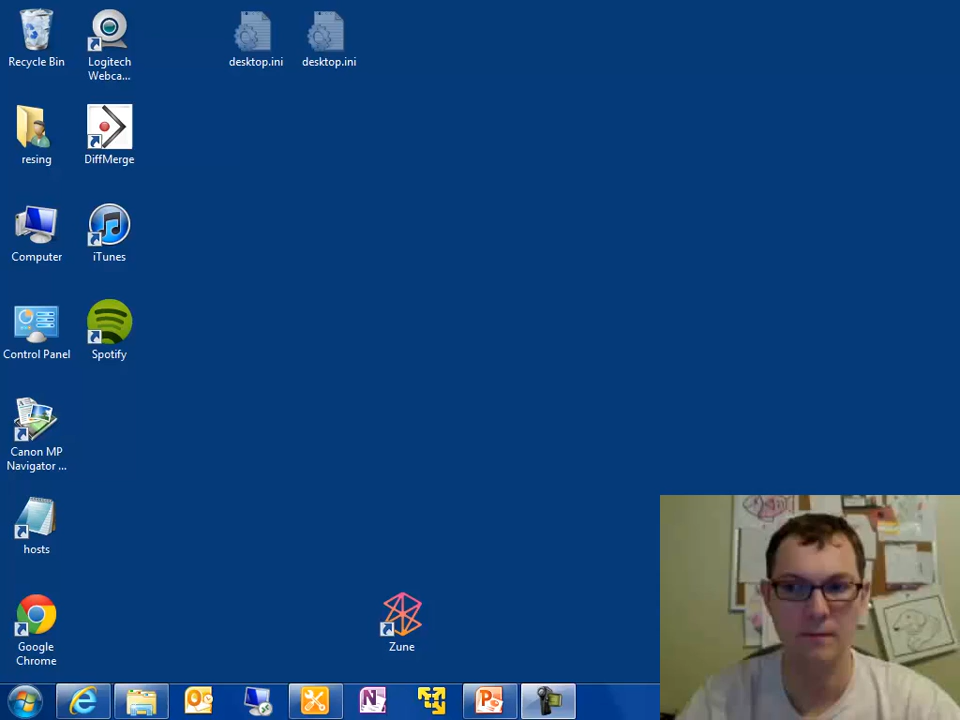 Recycle Bin
Logitech
Webca...
desktop.ini
desktop.ini
resing
DiffMerge
Computer
iTunes
Control Panel
Spotify
Canon MP
Navigator ...
hosts
Google
Chrome
Zune